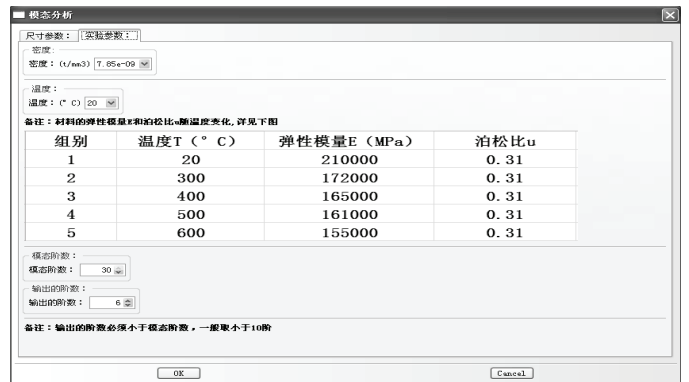 模态分析
尺寸参数： 实验参数：
密度：
密度：(t/mm3) 7.85e-09
温度：
温度：(° C) 20
备注：材料的弹性模量E和泊松比u随温度变化,详见下图
组别 温度T（° C） 弹性模量E（MPa） 泊松比u
1 20 210000 0.31
2 300 172000 0.31
3 400 165000 0.31
4 500 161000 0.31
5 600 155000 0.31
模态阶数：
模态阶数： 30
输出的阶数：
输出的阶数： 6
备注：输出的阶数必须小于模态阶数，一般取小于10阶
OK Cancel